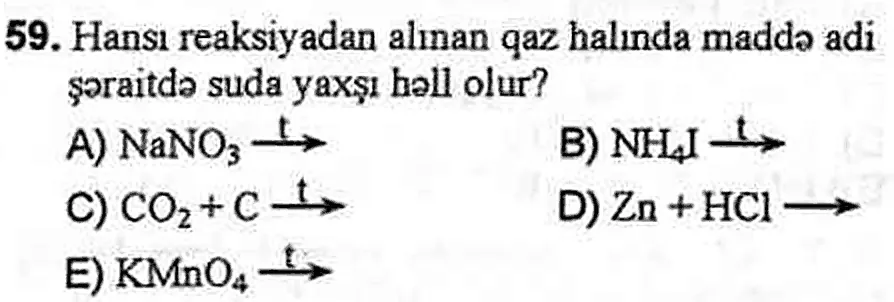 59. Hansı reaksiyadan alınan qaz halında maddə adi
şəraitdə suda yaxşı həll olur?
A) NaNO₃ —t→ B) NH₄I —t→
C) CO₂ + C —t→ D) Zn + HCl ⟶
E) KMnO₄ —t→